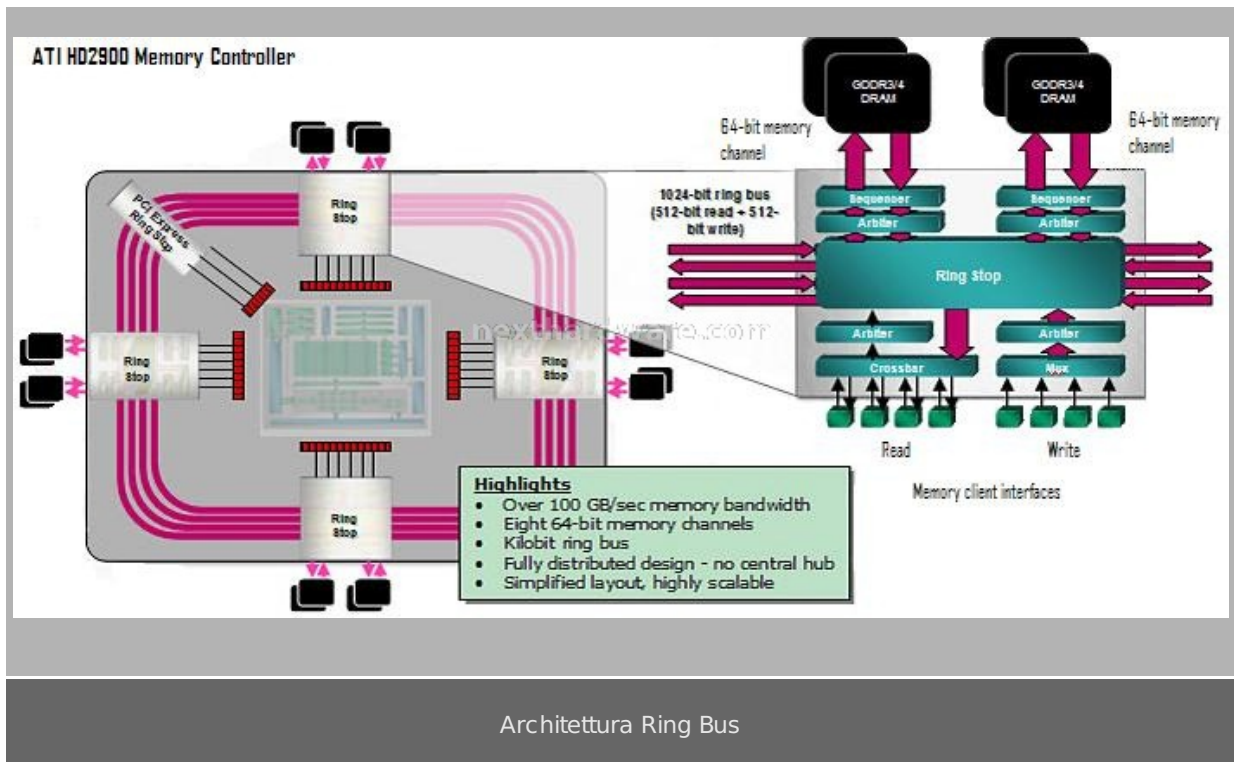 ATI HD2900 Memory Controller
GDDR3/4
DRAM
GDDR3/4
DRAM
64-bit memory
channel
64-bit memory
channel
1024-bit ring bus
(512-bit read + 512-
bit write)
Sequencer
Arbiter
Sequencer
Arbiter
Ring Stop
Arbiter
Crossbar
Arbiter
Mux
Read
Write
Memory client interfaces
PCI Express
Ring Stop
Ring
Stop
Ring
Stop
Ring
Stop
Ring
Stop
nexthardware.com
Highlights
• Over 100 GB/sec memory bandwidth
• Eight 64-bit memory channels
• Kilobit ring bus
• Fully distributed design - no central hub
• Simplified layout, highly scalable
Architettura Ring Bus